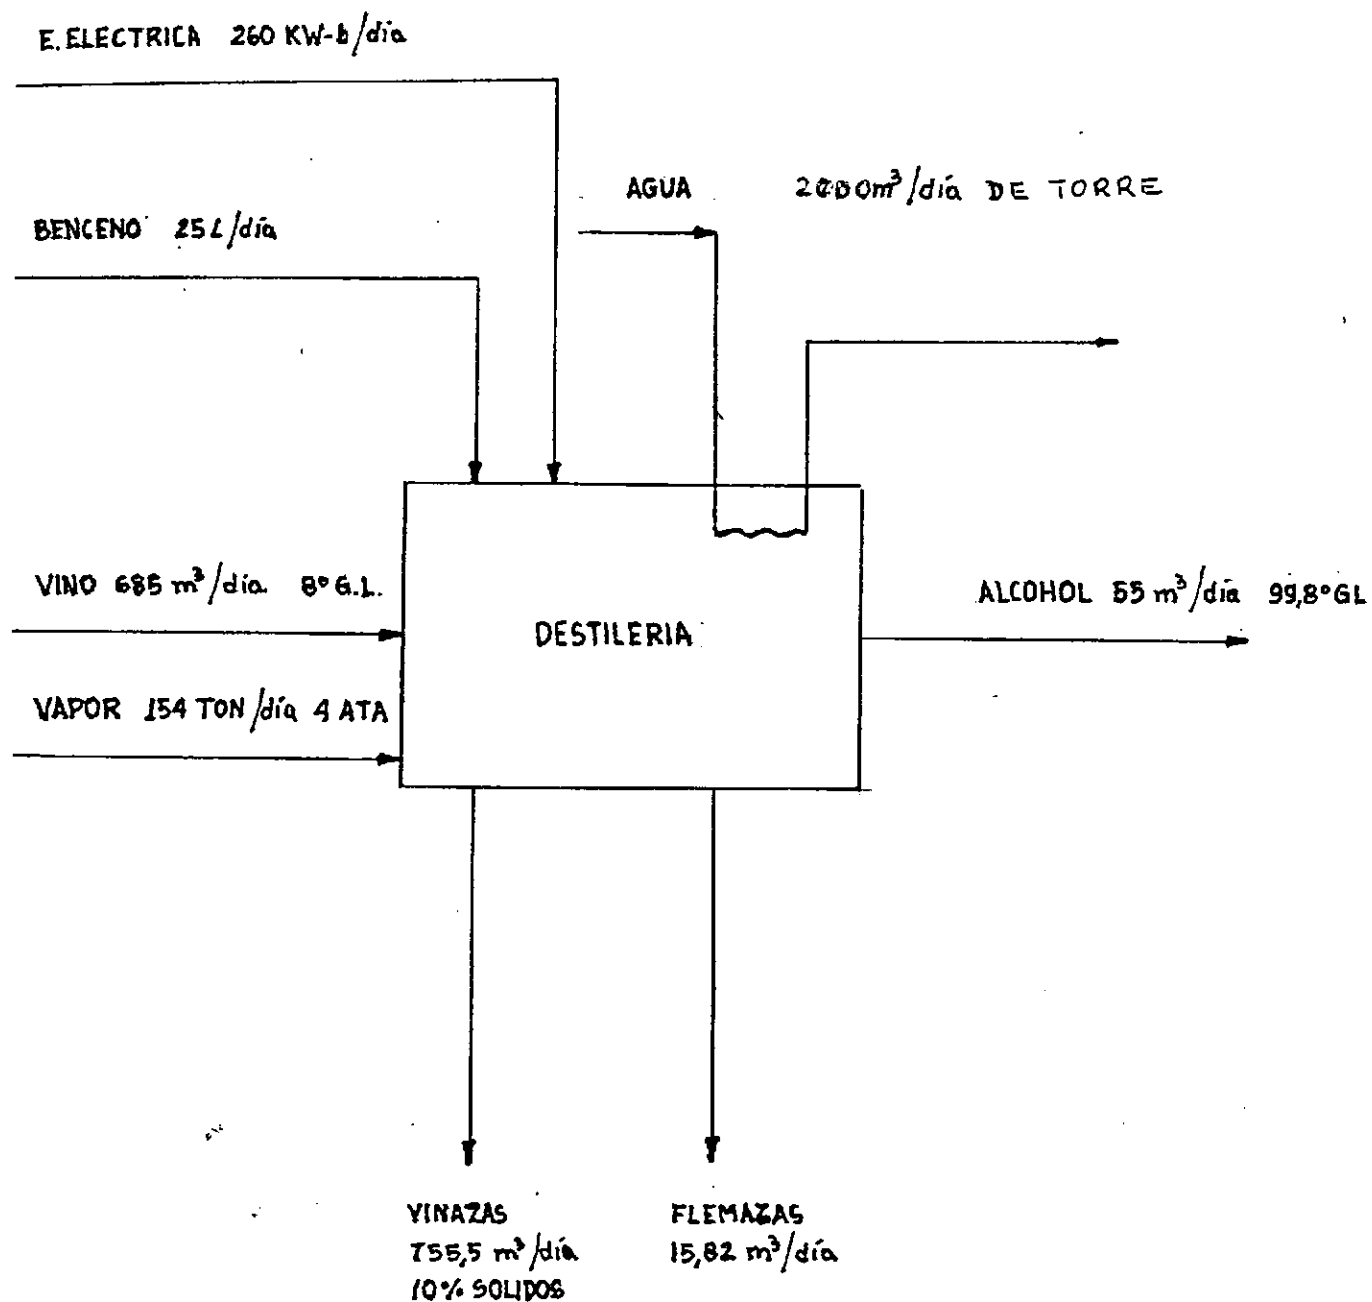 E. ELECTRICA 260 KW-h/día
AGUA
m³/día DE TORRE
BENCENO 25L/día
VINO 685 m³/día 8° G.L.
DESTILERIA
ALCOHOL 55 m³/día 99,8° GL
VAPOR 154 TON/día 4 ATA
VINAZAS
755,5 m³/día
10% SOLIDOS
FLEMAZAS
15,82 m³/día